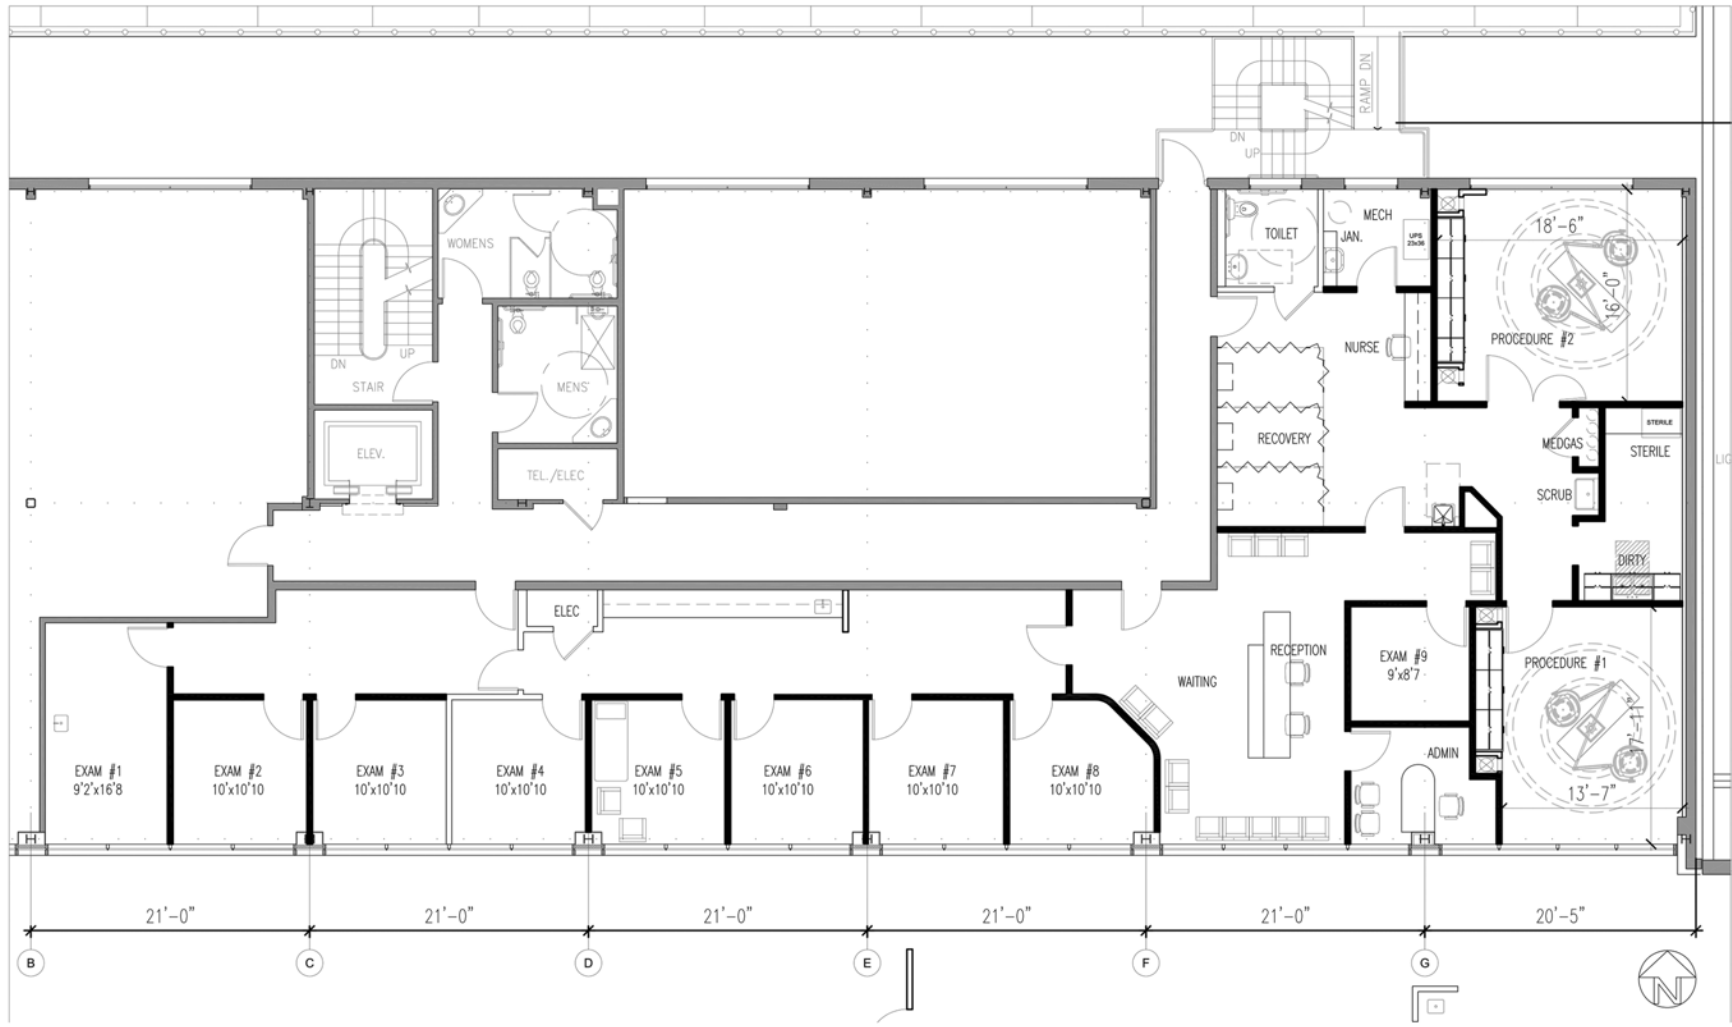 RAMP DN
DN
UP
WOMENS
TOILET
MECH
JAN.
UPS
23x36
18'-6"
16'-0"
PROCEDURE #2
NURSE
DN
UP
STAIR
MENS'
ELEV.
TEL./ELEC
RECOVERY
MEDGAS
STERILE
STERILE
SCRUB
DIRTY
LIC
ELEC
RECEPTION
WAITING
EXAM #9
9'x8'7
PROCEDURE #1
17'-11"
13'-7"
ADMIN
EXAM #1
9'2'x16'8
EXAM #2
10'x10'10
EXAM #3
10'x10'10
EXAM #4
10'x10'10
EXAM #5
10'x10'10
EXAM #6
10'x10'10
EXAM #7
10'x10'10
EXAM #8
10'x10'10
21'-0"
21'-0"
21'-0"
21'-0"
21'-0"
20'-5"
B
C
D
E
F
G
N